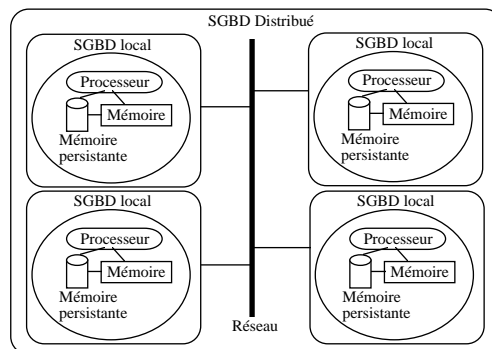 SGBD Distribué
SGBD local
Processeur
Mémoire
Mémoire
persistante
SGBD local
Processeur
Mémoire
Mémoire
persistante
SGBD local
Processeur
Mémoire
Mémoire
persistante
SGBD local
Processeur
Mémoire
Mémoire
persistante
Réseau